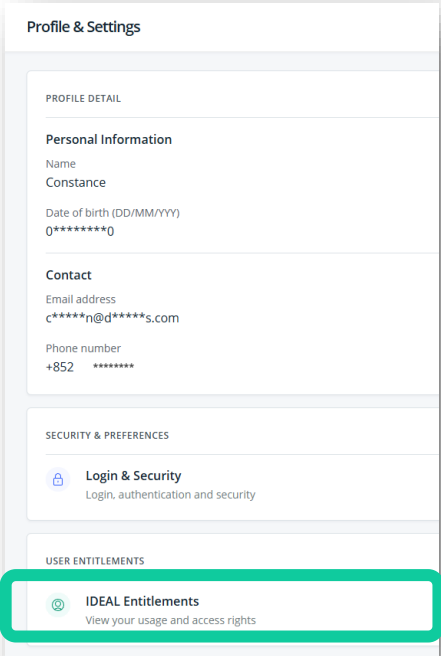 Profile & Settings
PROFILE DETAIL
Personal Information
Name
Constance
Date of birth (DD/MM/YYY)
0********0
Contact
Email address
c*****n@d*****s.com
Phone number
+852 ********
SECURITY & PREFERENCES
Login & Security
Login, authentication and security
USER ENTITLEMENTS
IDEAL Entitlements
View your usage and access rights